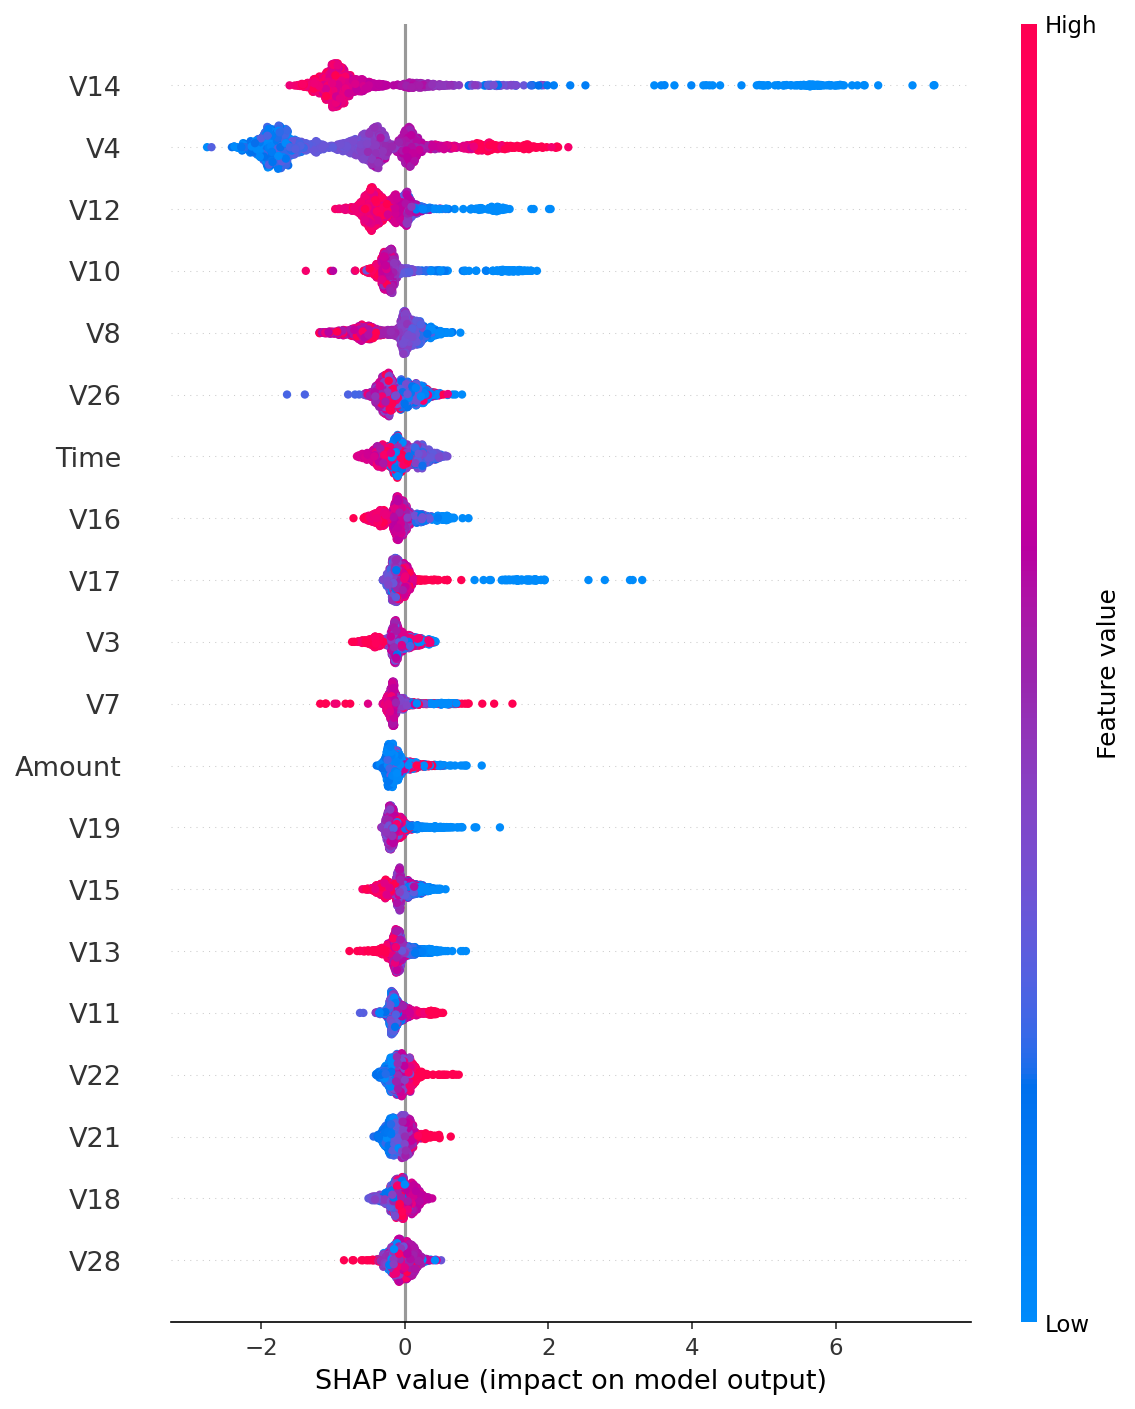 High
V14
V4
V12
V10
V8
V26
Time
V16
V17
V3
V7
Amount
V19
V15
V13
V11
V22
V21
V18
V28
Feature value
Low
−2 0 2 4 6
SHAP value (impact on model output)